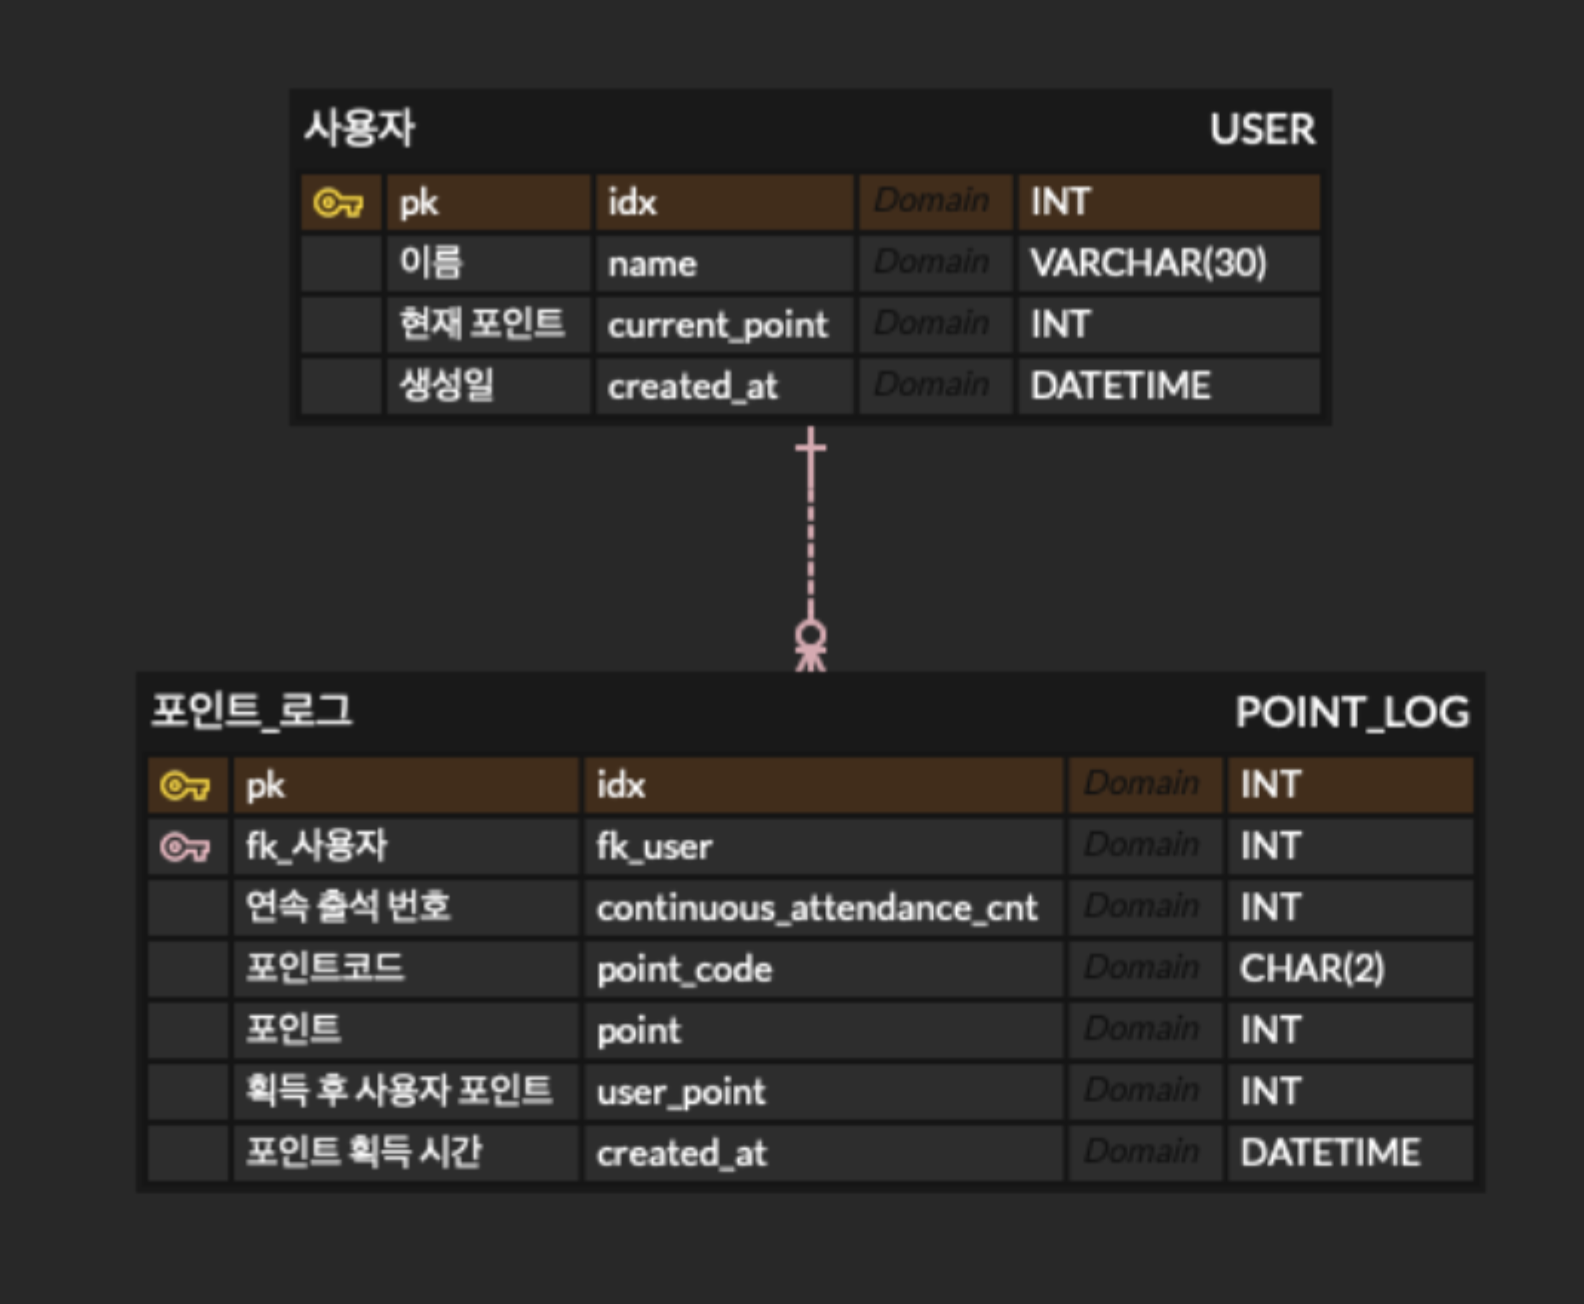 사용자 USER
pk idx Domain INT
이름 name Domain VARCHAR(30)
현재 포인트 current_point Domain INT
생성일 created_at Domain DATETIME
포인트_로그 POINT_LOG
pk idx Domain INT
fk_사용자 fk_user Domain INT
연속 출석 번호 continuous_attendance_cnt Domain INT
포인트코드 point_code Domain CHAR(2)
포인트 point Domain INT
획득 후 사용자 포인트 user_point Domain INT
포인트 획득 시간 created_at Domain DATETIME